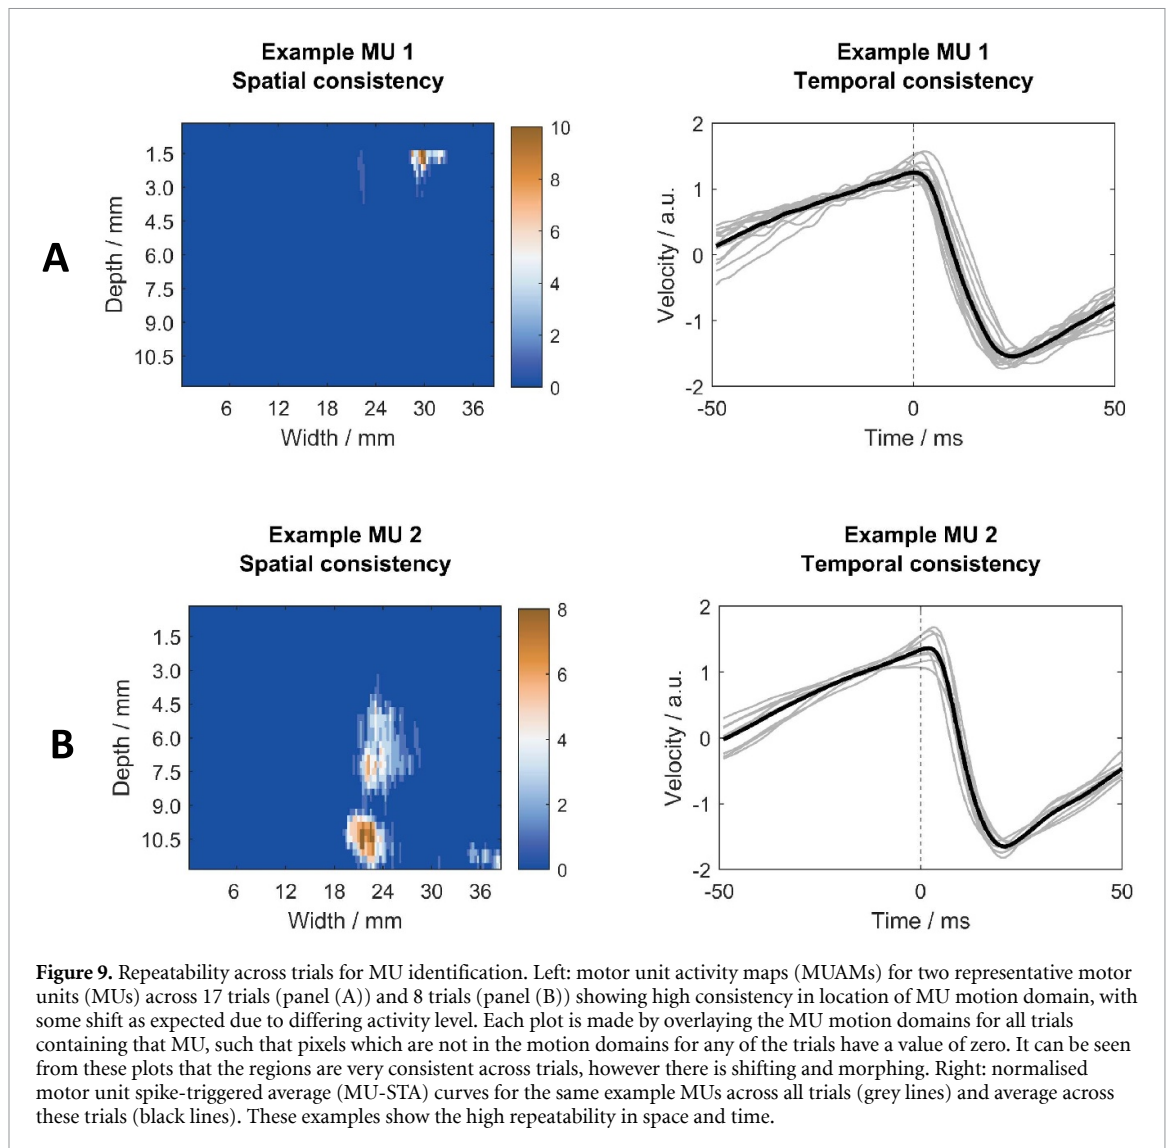 Example MU 1
Spatial consistency
Example MU 1
Temporal consistency
A
Depth / mm
1.5
3.0
4.5
6.0
7.5
9.0
10.5
6 12 18 24 30 36
Width / mm
10
8
6
4
2
0
Velocity / a.u.
2
1
0
-1
-2
-50 0 50
Time / ms
Example MU 2
Spatial consistency
Example MU 2
Temporal consistency
B
Depth / mm
1.5
3.0
4.5
6.0
7.5
9.0
10.5
6 12 18 24 30 36
Width / mm
8
6
4
2
0
Velocity / a.u.
2
1
0
-1
-2
-50 0 50
Time / ms
Figure 9. Repeatability across trials for MU identification. Left: motor unit activity maps (MUAMs) for two representative motor
units (MUs) across 17 trials (panel (A)) and 8 trials (panel (B)) showing high consistency in location of MU motion domain, with
some shift as expected due to differing activity level. Each plot is made by overlaying the MU motion domains for all trials
containing that MU, such that pixels which are not in the motion domains for any of the trials have a value of zero. It can be seen
from these plots that the regions are very consistent across trials, however there is shifting and morphing. Right: normalised
motor unit spike-triggered average (MU-STA) curves for the same example MUs across all trials (grey lines) and average across
these trials (black lines). These examples show the high repeatability in space and time.